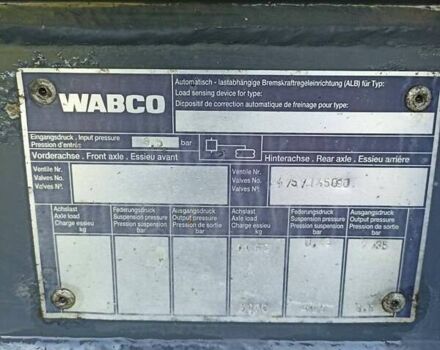 WABCO
Automatisch - lastabhängige Bremskraftregeleinrichtung (ALB) für Typ:
Load sensing device for type:
Dispositif de correction automatique de freinage pour type:
Eingangsdruck . Input pressure
Pression d'entrée
bar
Vorderachse . Front axle . Essieu avant
Hinterachse . Rear axle . Essieu arrière
Ventile Nr.
Valves No.
Valves No.
Ventile Nr.
Valves No.
Valves No.
Achslast
Axle load
Charge essieu
kg
Federungsdruck
Suspension pressure
Pression suspension
bar
Ausgangsdruck
Output pressure
Pression de sortie
bar
Achslast
Axle load
Charge essieu
kg
Federungsdruck
Suspension pressure
Pression suspension
bar
Ausgangsdruck
Output pressure
Pression de sortie
bar